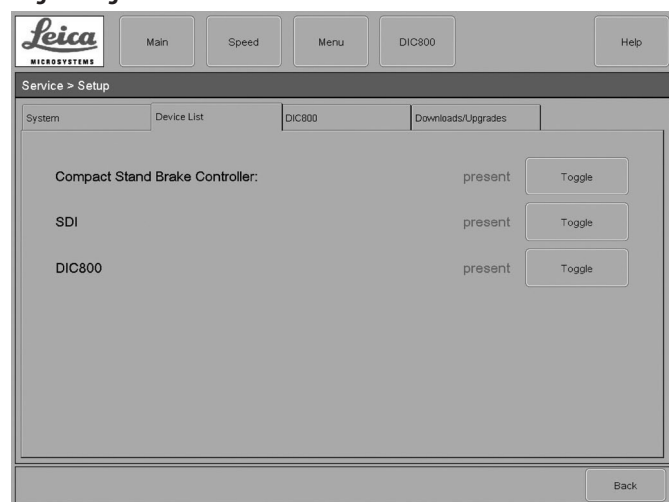 Leica
MICROSYSTEMS
Main
Speed
Menu
DIC800
Help
Service > Setup
System
Device List
DIC800
Downloads/Upgrades
Compact Stand Brake Controller:
present
Toggle
SDI
present
Toggle
DIC800
present
Toggle
Back